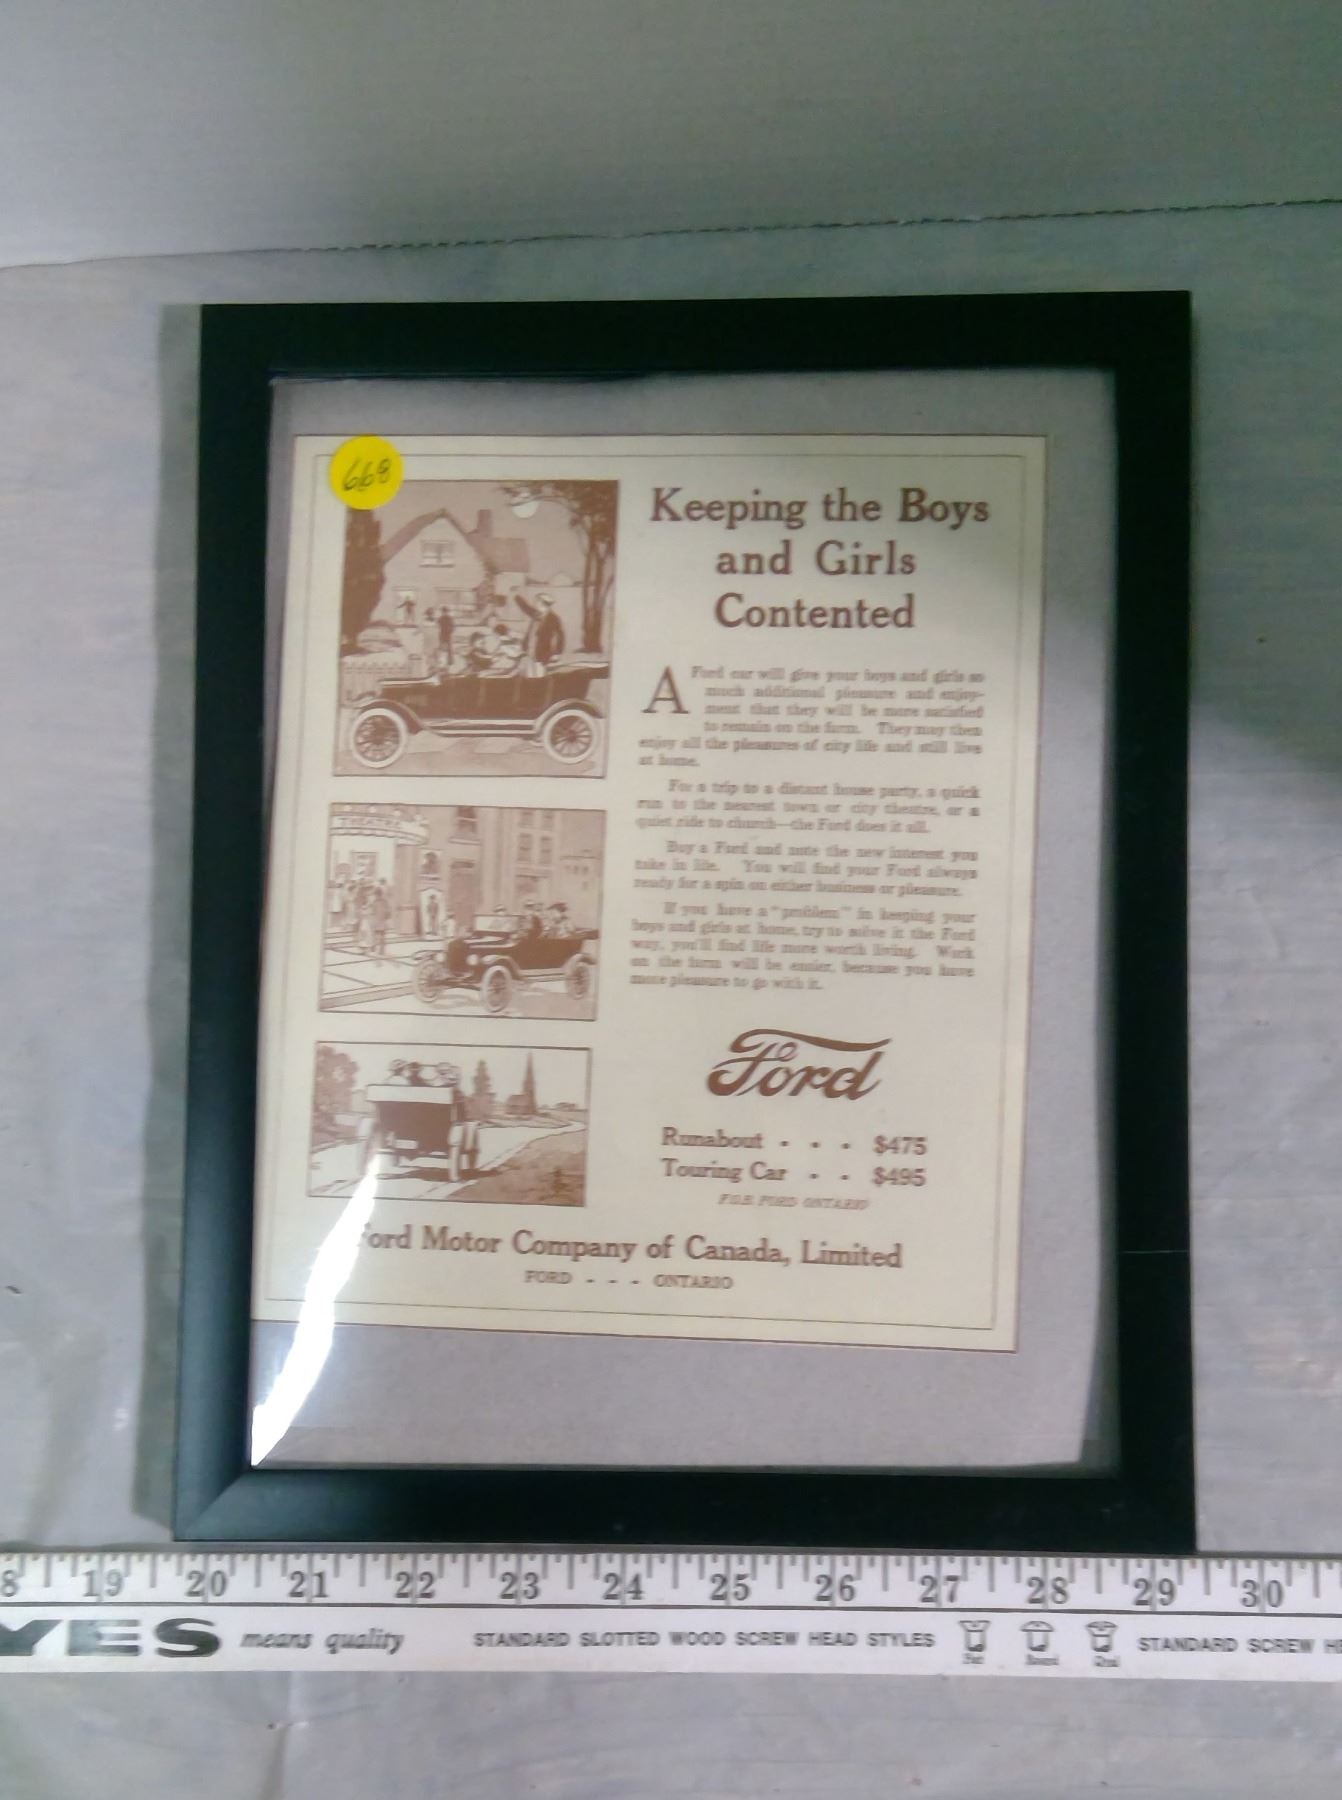 668
THEATRE
Keeping the Boys
and Girls
Contented
A Ford car will give your boys and girls so
much additional pleasure and enjoy-
ment that they will be more satisfied
to remain on the farm. They may then
enjoy all the pleasures of city life and still live
at home.
For a trip to a distant house party, a quick
run to the nearest town or city theatre, or a
quiet ride to church—the Ford does it all.
Buy a Ford and note the new interest you
take in life. You will find your Ford always
ready for a spin on either business or pleasure.
If you have a "problem" in keeping your
boys and girls at home, try to solve it the Ford
way, you'll find life more worth living. Work
on the farm will be easier, because you have
more pleasure to go with it.
Ford
Runabout - - - $475
Touring Car - - $495
F.O.B. FORD ONTARIO
Ford Motor Company of Canada, Limited
FORD - - - ONTARIO
8 19 20 21 22 23 24 25 26 27 28 29 30
YES means quality STANDARD SLOTTED WOOD SCREW HEAD STYLES STANDARD SCREW
Flat Round Oval